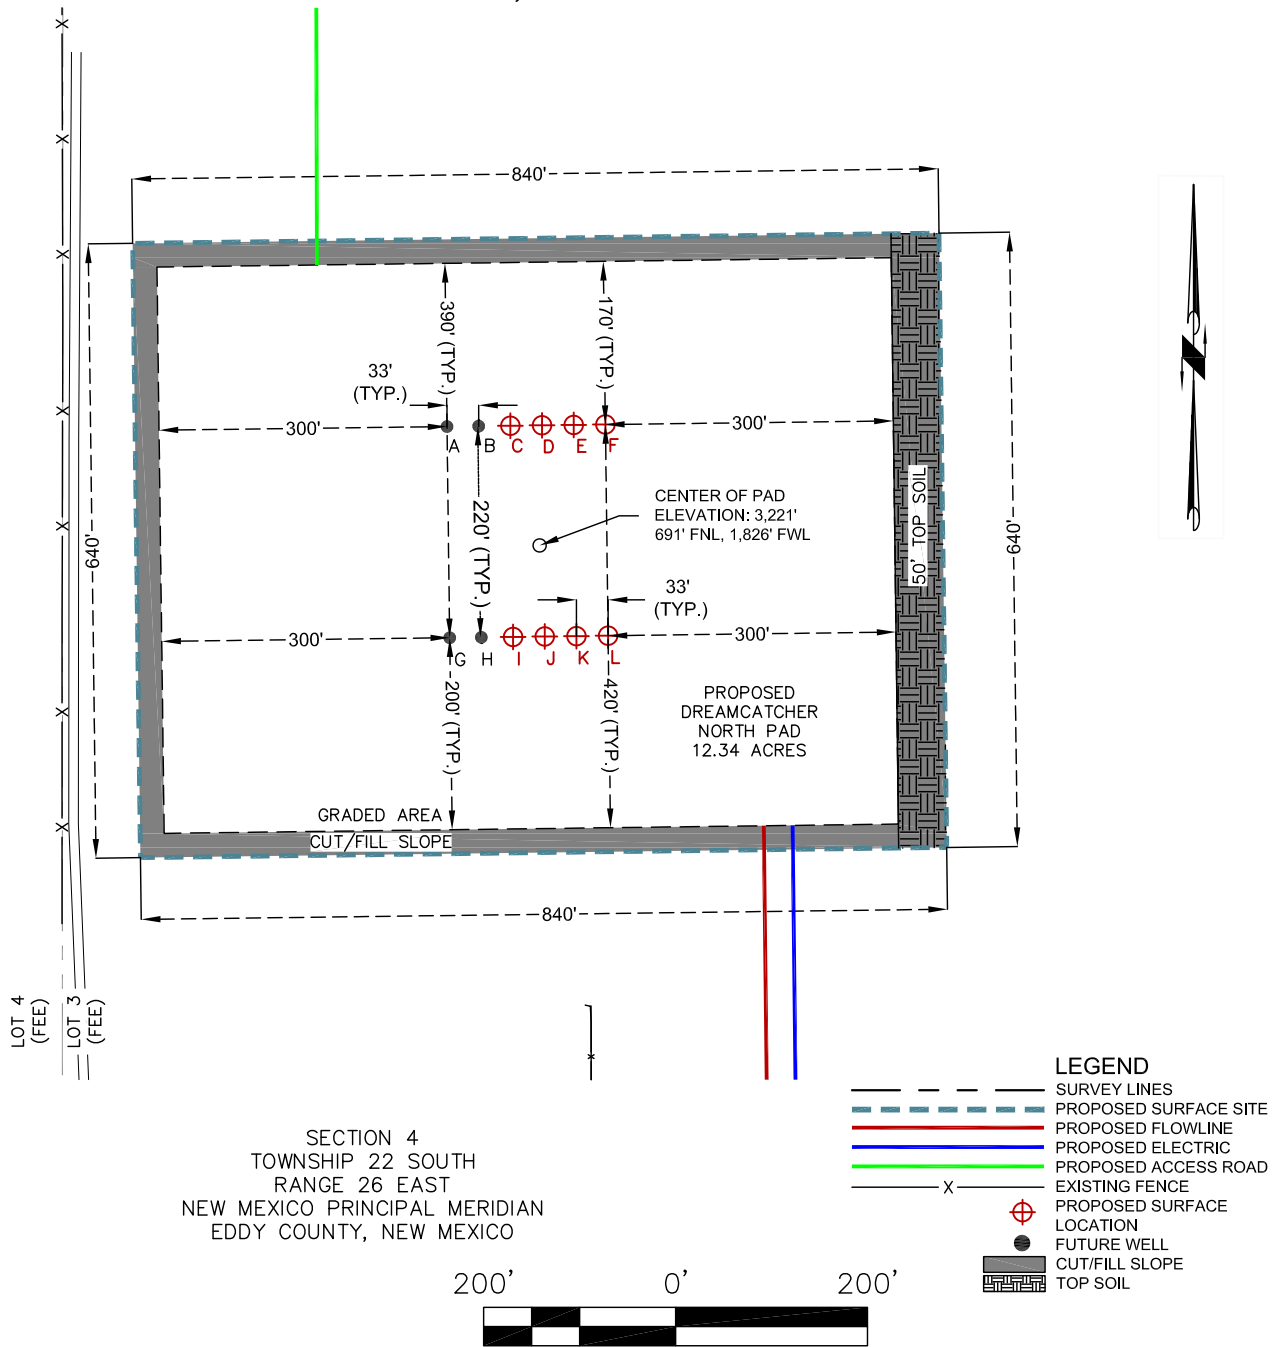 840'
390' (TYP.)
170' (TYP.)
33'
(TYP.)
300'
300'
A
B
C
D
E
F
640'
640'
50' TOP SOIL
CENTER OF PAD
ELEVATION: 3,221'
691' FNL, 1,826' FWL
220' (TYP.)
33'
(TYP.)
300'
300'
G
H
I
J
K
L
200' (TYP.)
420' (TYP.)
PROPOSED
DREAMCATCHER
NORTH PAD
12.34 ACRES
GRADED AREA
CUT/FILL SLOPE
840'
LOT 4
(FEE)
LOT 3
(FEE)
X
X
X
X
X
X
X
x
SECTION 4
TOWNSHIP 22 SOUTH
RANGE 26 EAST
NEW MEXICO PRINCIPAL MERIDIAN
EDDY COUNTY, NEW MEXICO
LEGEND
SURVEY LINES
PROPOSED SURFACE SITE
PROPOSED FLOWLINE
PROPOSED ELECTRIC
PROPOSED ACCESS ROAD
X
EXISTING FENCE
PROPOSED SURFACE
LOCATION
FUTURE WELL
CUT/FILL SLOPE
TOP SOIL
200' 0' 200'